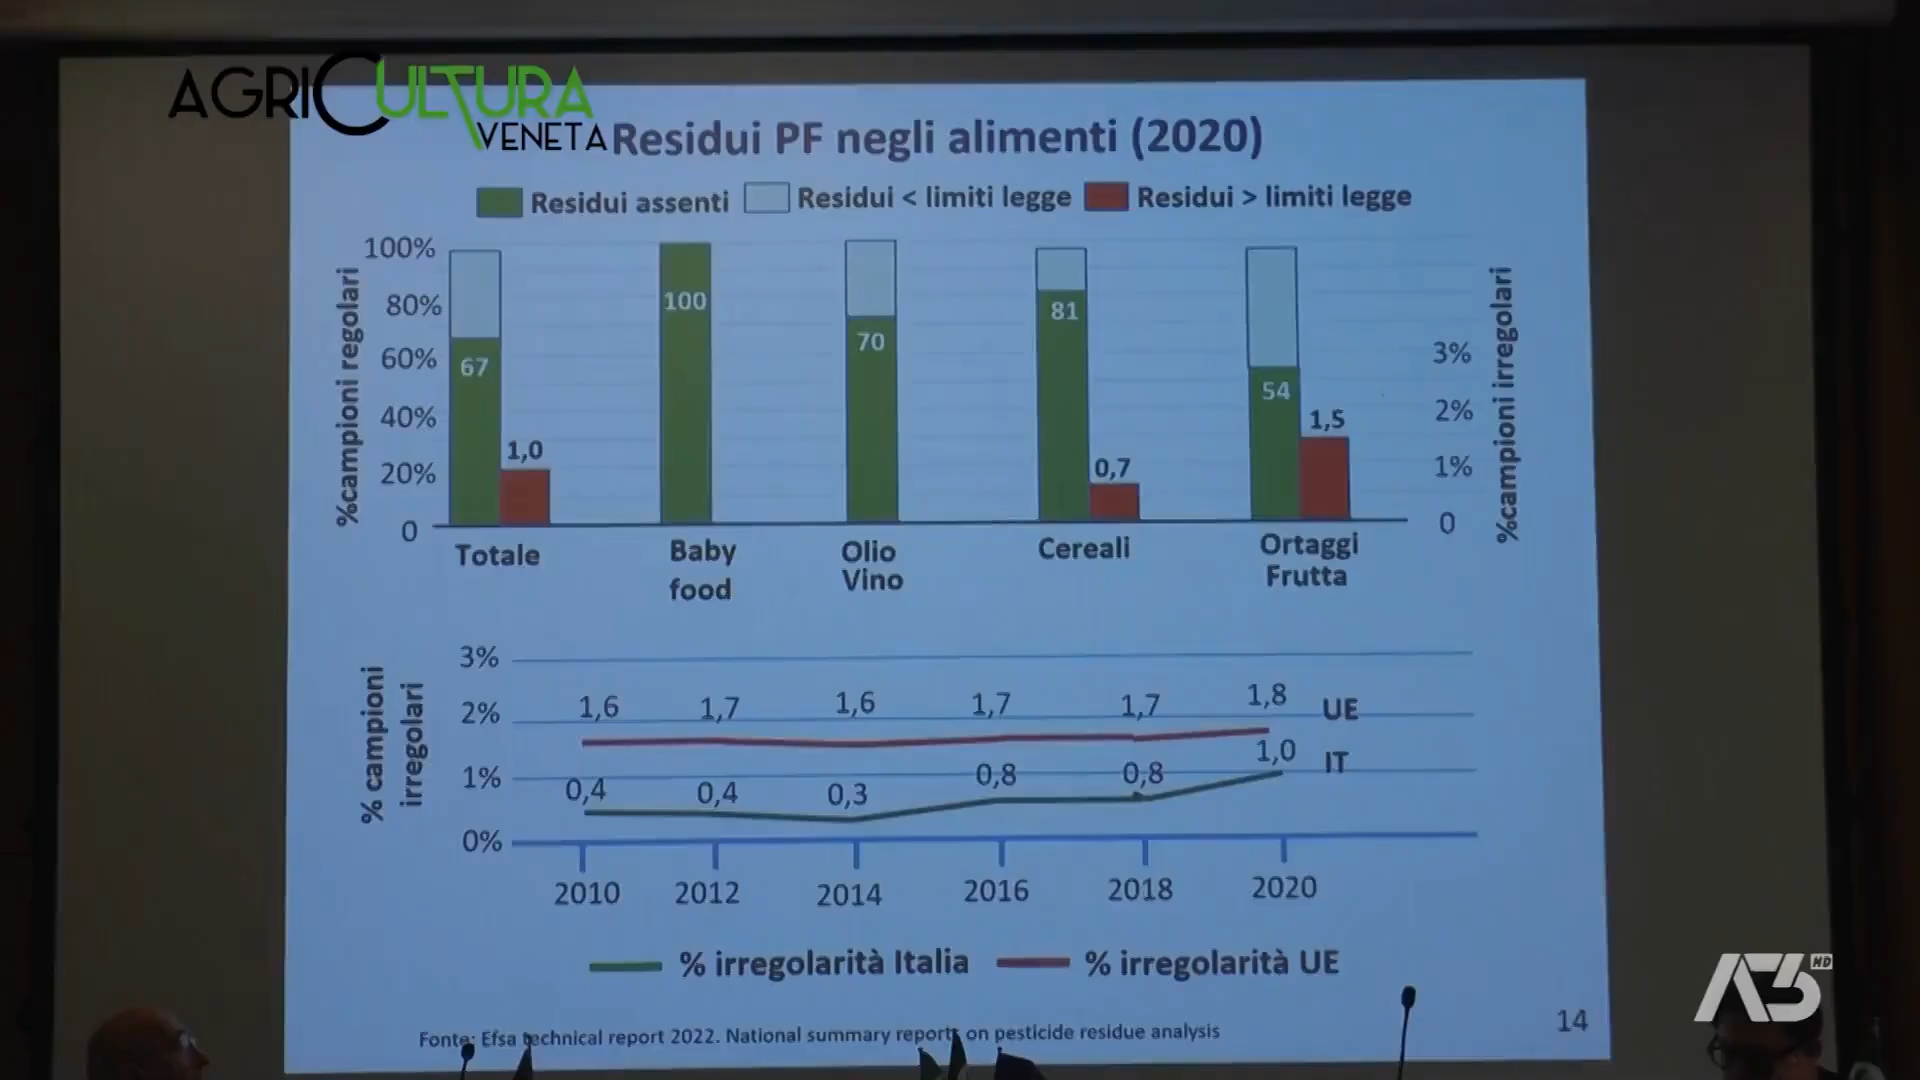 AGRICULTURA
VENETA
Residui PF negli alimenti (2020)
Residui assenti Residui < limiti legge Residui > limiti legge
%campioni regolari
100%
80%
60%
40%
20%
0
67
1,0
100
70
81
0,7
54
1,5
3%
2%
1%
0
%campioni irregolari
Totale
Baby
food
Olio
Vino
Cereali
Ortaggi
Frutta
% campioni
irregolari
3%
2%
1%
0%
1,6 1,7 1,6 1,7 1,7 1,8 UE
0,4 0,4 0,3 0,8 0,8 1,0 IT
2010 2012 2014 2016 2018 2020
% irregolarità Italia % irregolarità UE
Fonte: Efsa technical report 2022. National summary reports on pesticide residue analysis
14
A3 HD